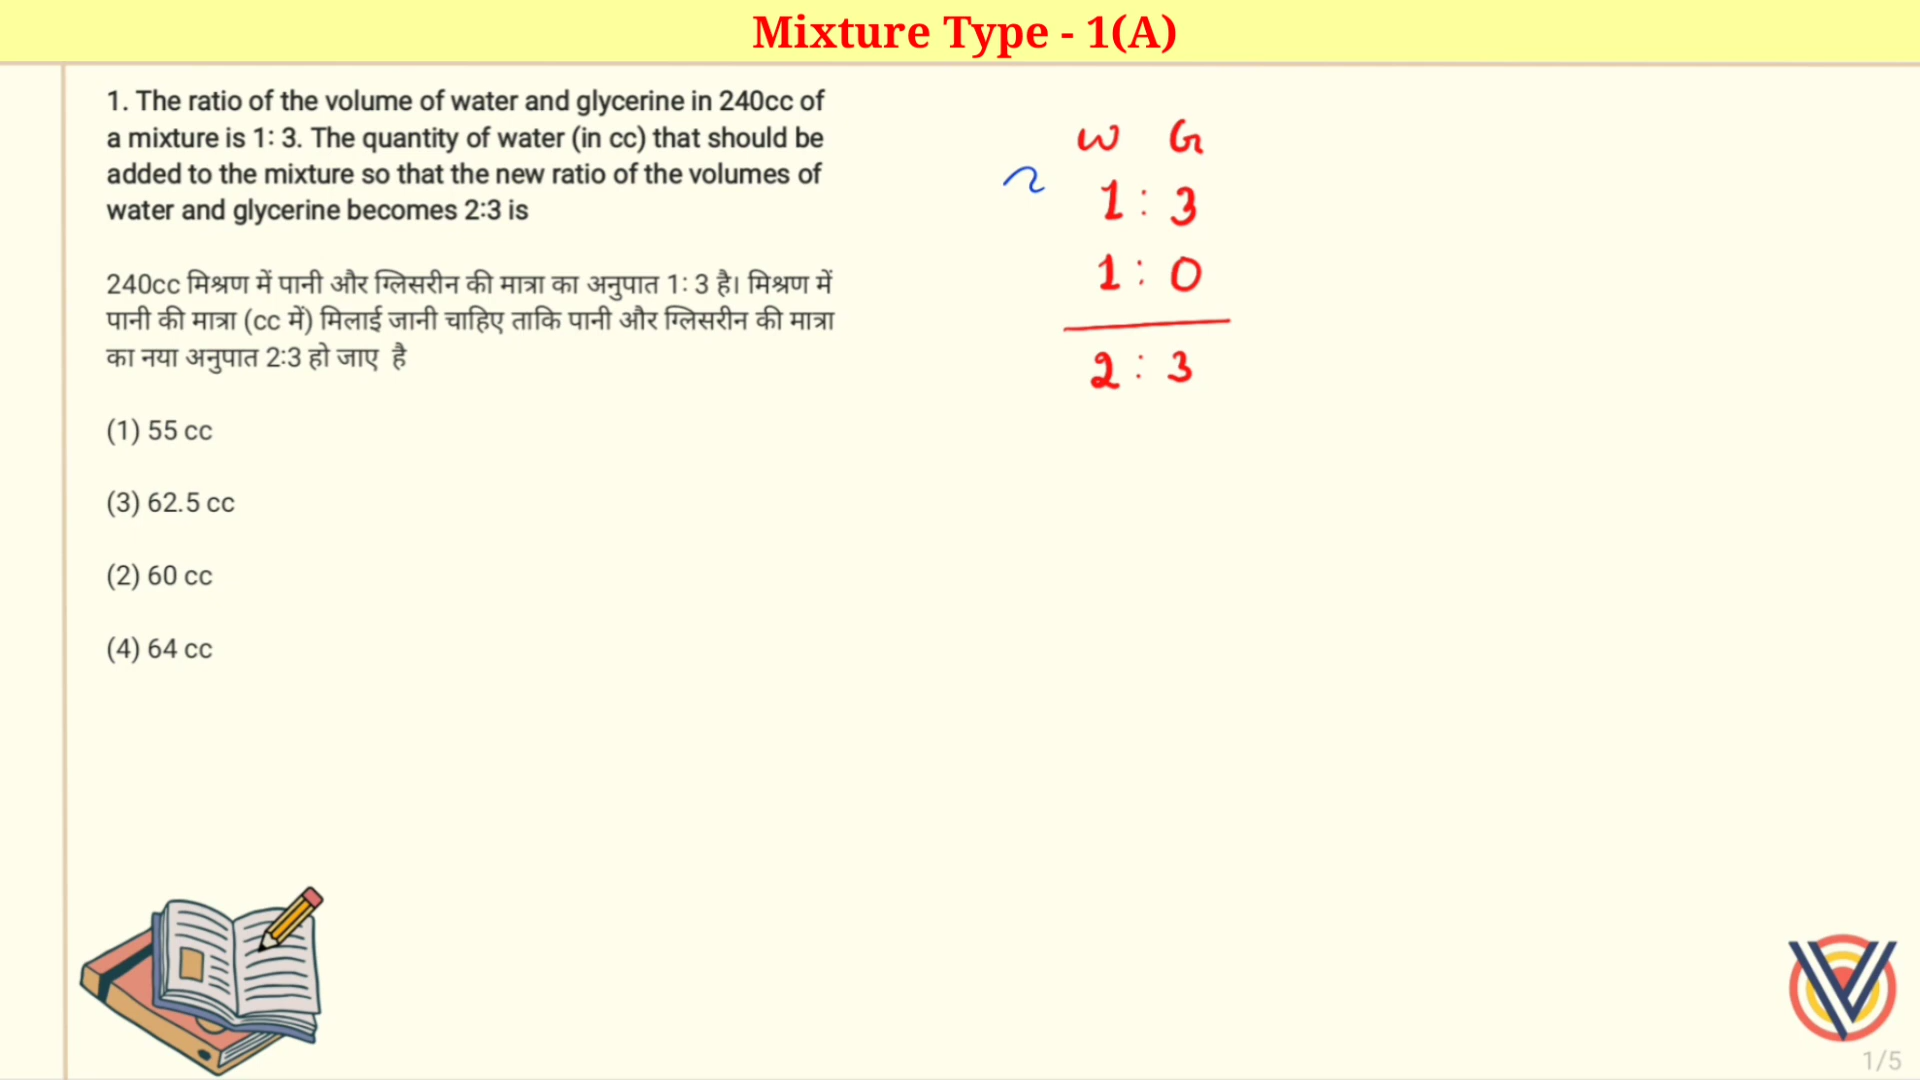 Mixture Type - 1(A)
1. The ratio of the volume of water and glycerine in 240cc of
a mixture is 1: 3. The quantity of water (in cc) that should be
added to the mixture so that the new ratio of the volumes of
water and glycerine becomes 2:3 is
240cc मिश्रण में पानी और ग्लिसरीन की मात्रा का अनुपात 1: 3 है। मिश्रण में
पानी की मात्रा (cc में) मिलाई जानी चाहिए ताकि पानी और ग्लिसरीन की मात्रा
का नया अनुपात 2:3 हो जाए है
(1) 55 cc
(3) 62.5 cc
(2) 60 cc
(4) 64 cc
W G
1 : 3
1 : 0
2 : 3
1/5